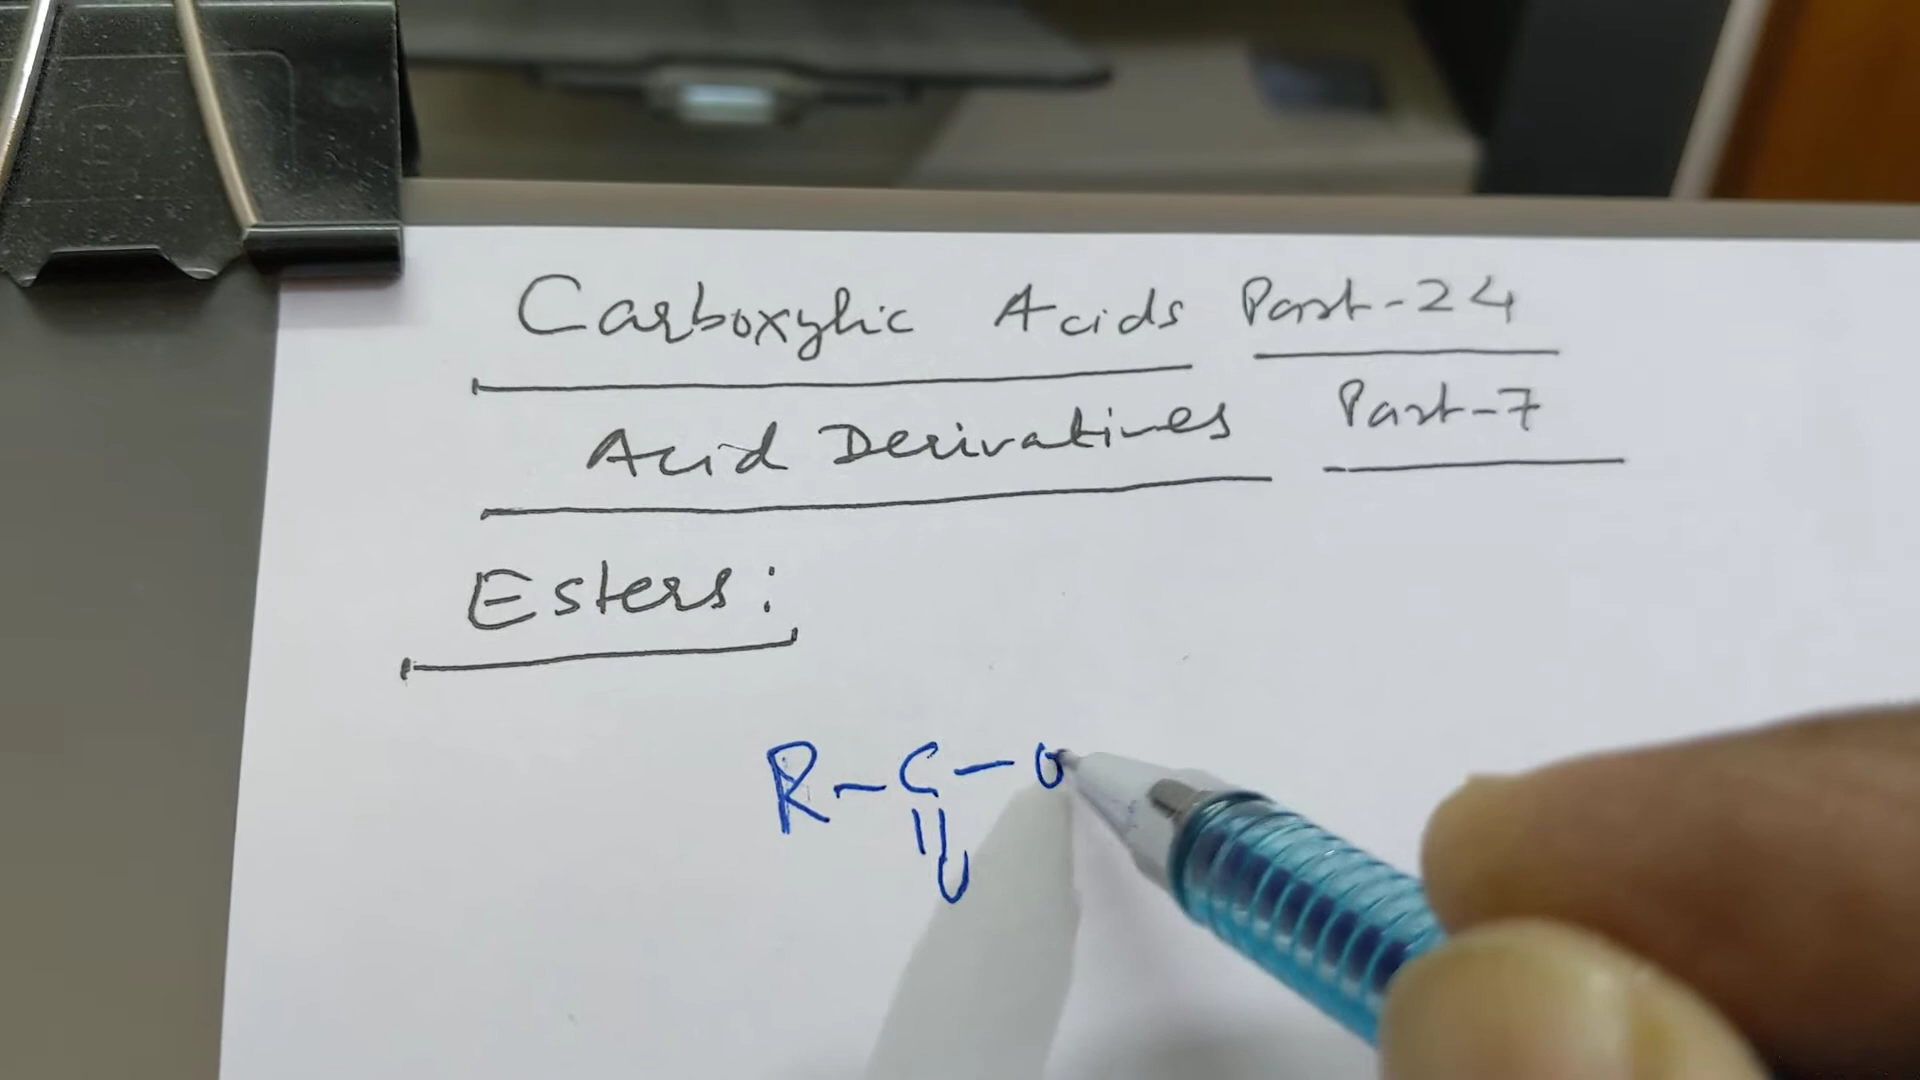 Carboxylic Acids Part-24
Acid Derivatives Part-7
Esters:
R-C-O
||
O